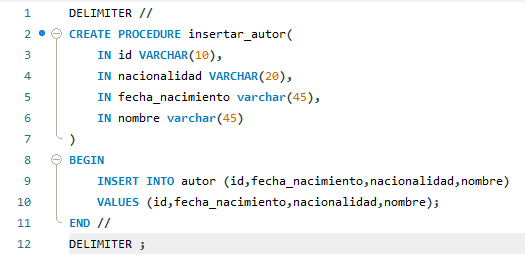 1 DELIMITER //
2 CREATE PROCEDURE insertar_autor(
3 IN id VARCHAR(10),
4 IN nacionalidad VARCHAR(20),
5 IN fecha_nacimiento varchar(45),
6 IN nombre varchar(45)
7 )
8 BEGIN
9 INSERT INTO autor (id,fecha_nacimiento,nacionalidad,nombre)
10 VALUES (id,fecha_nacimiento,nacionalidad,nombre);
11 END //
12 DELIMITER ;